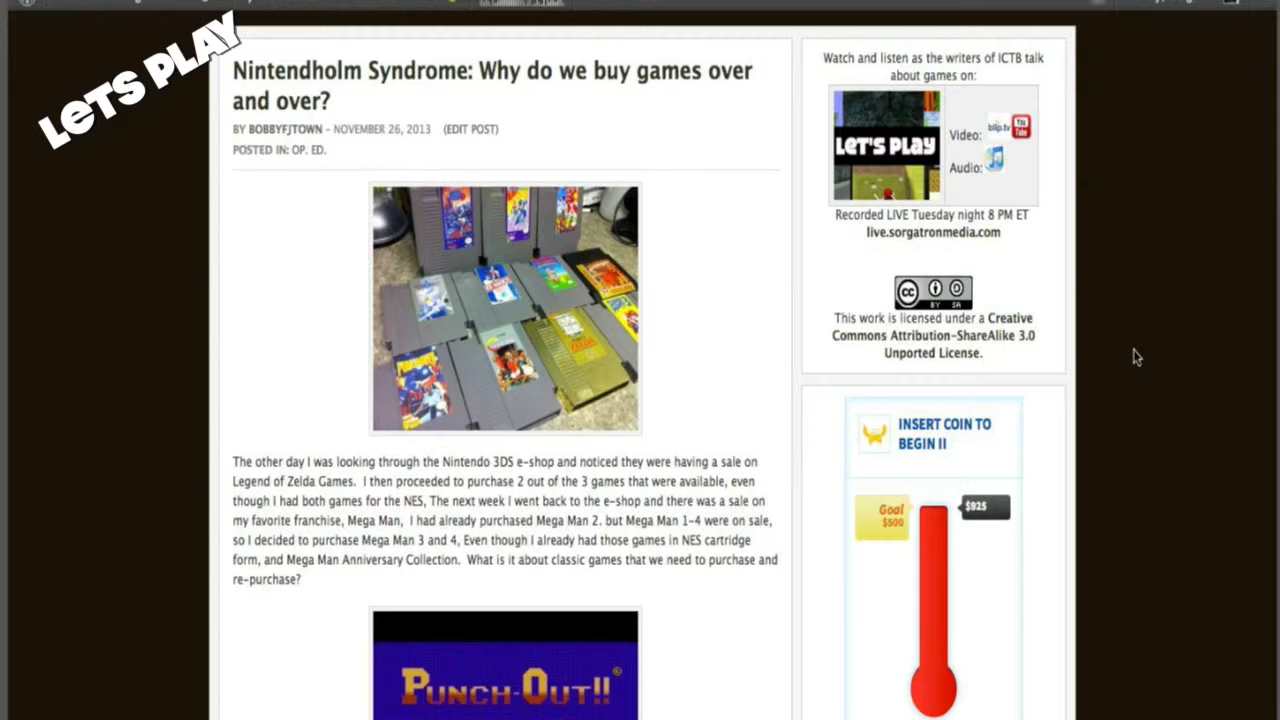 LETS PLAY
Nintendholm Syndrome: Why do we buy games over
and over?
BY BOBBYFJTOWN – NOVEMBER 26, 2013 (EDIT POST)
POSTED IN: OP. ED.
The other day I was looking through the Nintendo 3DS e-shop and noticed they were having a sale on
Legend of Zelda Games. I then proceeded to purchase 2 out of the 3 games that were available, even
though I had both games for the NES, The next week I went back to the e-shop and there was a sale on
my favorite franchise, Mega Man, I had already purchased Mega Man 2. but Mega Man 1-4 were on sale,
so I decided to purchase Mega Man 3 and 4, Even though I already had those games in NES cartridge
form, and Mega Man Anniversary Collection. What is it about classic games that we need to purchase and
re-purchase?
PUNCH-OUT!!
Watch and listen as the writers of ICTB talk
about games on:
LET'S PLAY
Video: blip.tv You Tube
Audio:
Recorded LIVE Tuesday night 8 PM ET
live.sorgatronmedia.com
CC BY SA
This work is licensed under a Creative
Commons Attribution-ShareAlike 3.0
Unported License.
INSERT COIN TO
BEGIN II
Goal
$500
$925